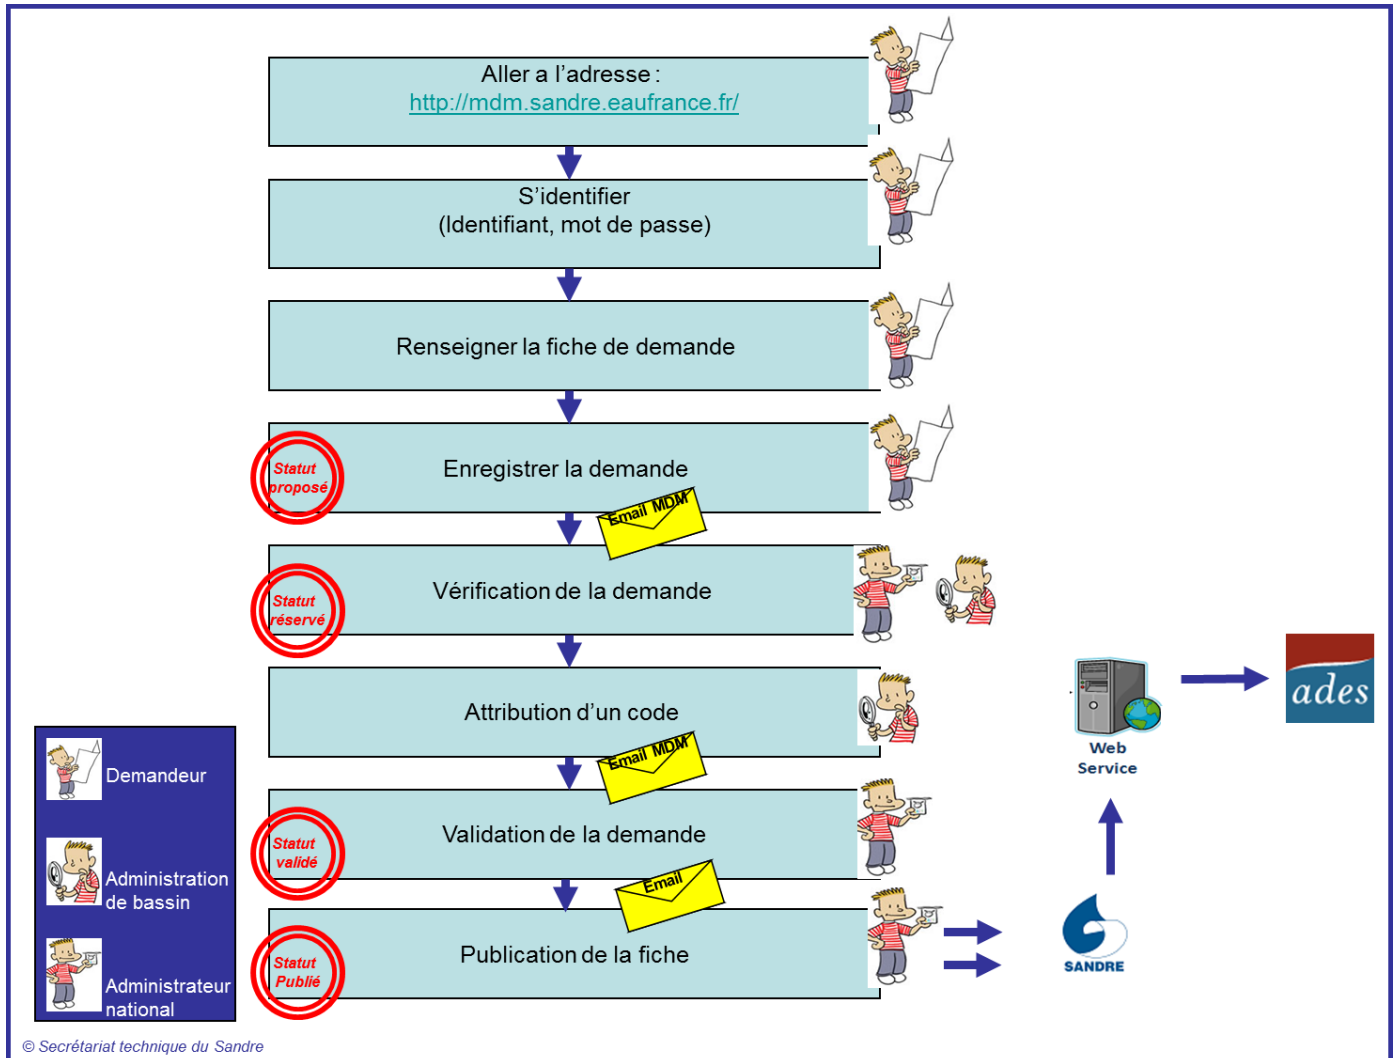 Aller a l'adresse :
http://mdm.sandre.eaufrance.fr/
S'identifier
(Identifiant, mot de passe)
Renseigner la fiche de demande
Statut
proposé
Enregistrer la demande
Email MDM
Statut
réservé
Vérification de la demande
Attribution d'un code
Email MDM
Statut
validé
Validation de la demande
Email
Statut
Publié
Publication de la fiche
Demandeur
Administration
de bassin
Administrateur
national
Web
Service
ades
SANDRE
© Secrétariat technique du Sandre